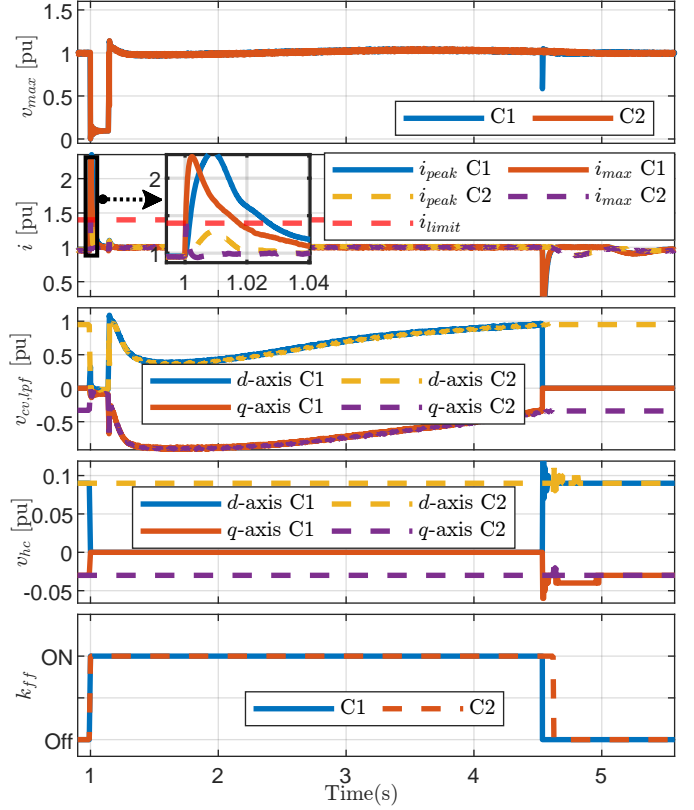 1.5
1
0.5
0
v_max [pu]
C1 C2
2
1.5
1
0.5
i [pu]
2
1
1 1.02 1.04
i_peak C1 i_max C1
i_peak C2 i_max C2
i_limit
1
0.5
0
-0.5
v_cv,lpf [pu]
d-axis C1 d-axis C2
q-axis C1 q-axis C2
0.1
0.05
0
-0.05
v_hc [pu]
d-axis C1 d-axis C2
q-axis C1 q-axis C2
ON
Off
k_ff
C1 C2
1 2 3 4 5
Time(s)